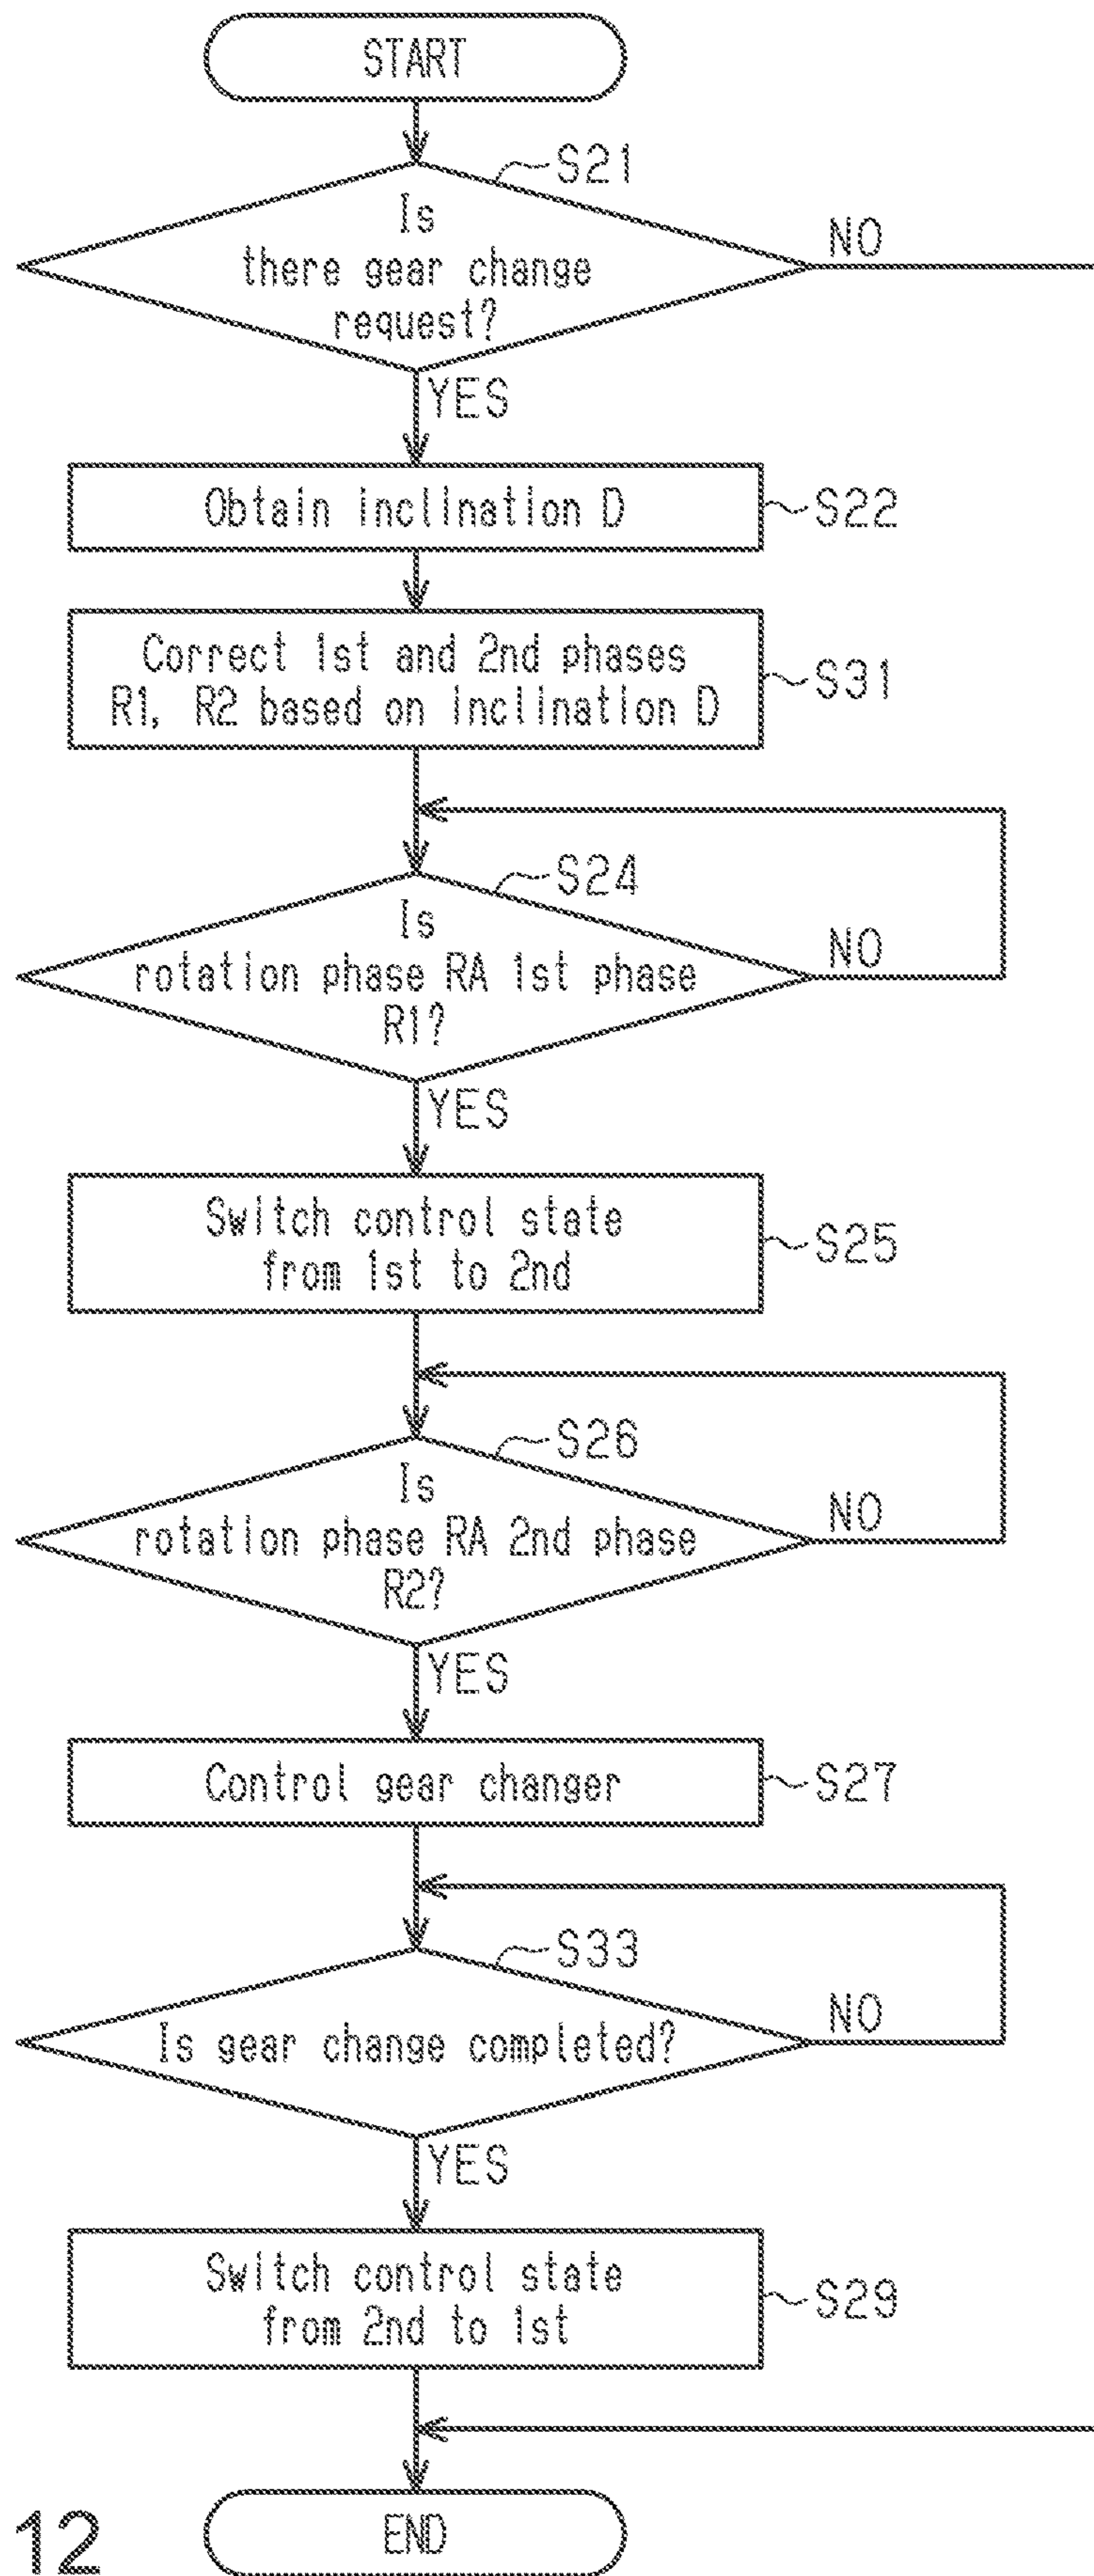 START
S21
Is
there gear change
request?
NO
YES
Obtain inclination D
S22
Correct 1st and 2nd phases
R1, R2 based on inclination D
S31
S24
Is
rotation phase RA 1st phase
R1?
NO
YES
Switch control state
from 1st to 2nd
S25
S26
Is
rotation phase RA 2nd phase
R2?
NO
YES
Control gear changer
S27
S33
Is gear change completed?
NO
YES
Switch control state
from 2nd to 1st
S29
END
12